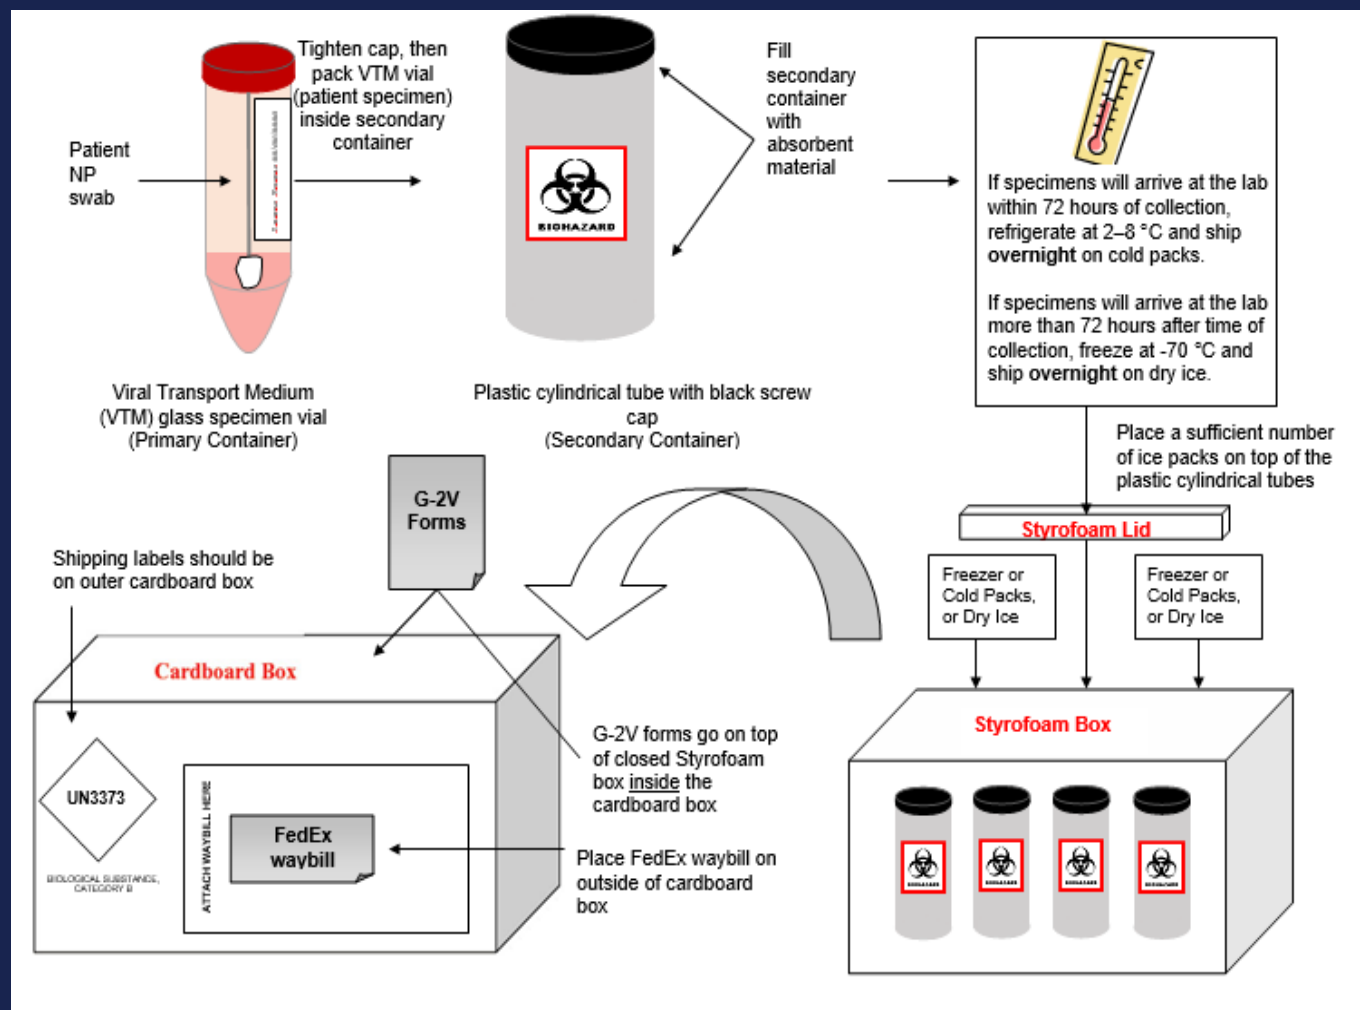 Patient
NP
swab
Tighten cap, then
pack VTM vial
(patient specimen)
inside secondary
container
BIOHAZARD
Fill
secondary
container
with
absorbent
material
If specimens will arrive at the lab
within 72 hours of collection,
refrigerate at 2–8 °C and ship
overnight on cold packs.
If specimens will arrive at the lab
more than 72 hours after time of
collection, freeze at -70 °C and
ship overnight on dry ice.
Viral Transport Medium
(VTM) glass specimen vial
(Primary Container)
Plastic cylindrical tube with black screw
cap
(Secondary Container)
Place a sufficient number
of ice packs on top of the
plastic cylindrical tubes
Styrofoam Lid
Freezer or
Cold Packs,
or Dry Ice
Freezer or
Cold Packs,
or Dry Ice
Styrofoam Box
BIOHAZARD
BIOHAZARD
BIOHAZARD
BIOHAZARD
G-2V
Forms
Shipping labels should be
on outer cardboard box
Cardboard Box
UN3373
BIOLOGICAL SUBSTANCE,
CATEGORY B
ATTACH WAYBILL HERE
FedEx
waybill
G-2V forms go on top
of closed Styrofoam
box inside the
cardboard box
Place FedEx waybill on
outside of cardboard
box